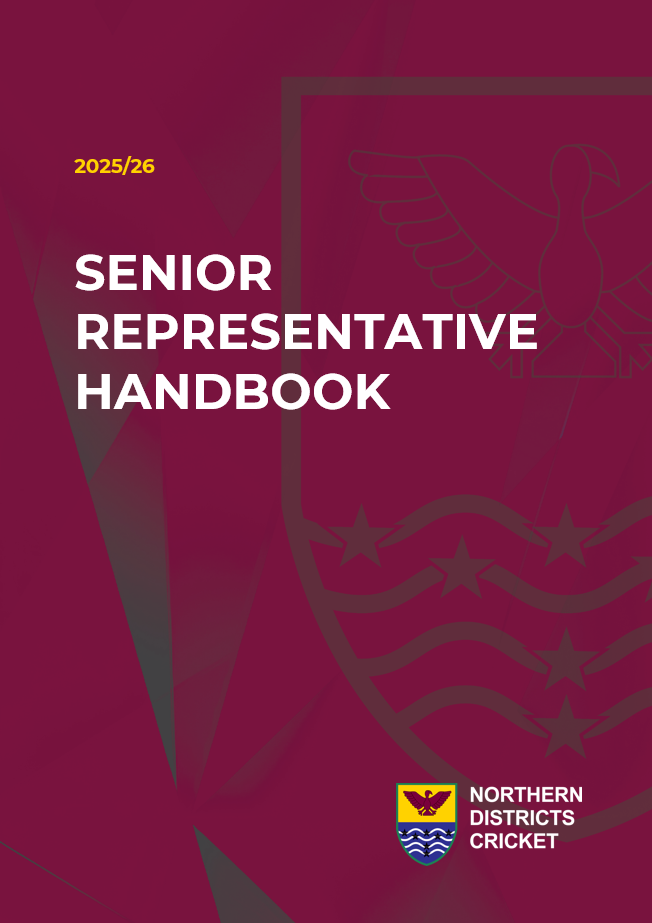 2025/26
SENIOR
REPRESENTATIVE
HANDBOOK
NORTHERN
DISTRICTS
CRICKET